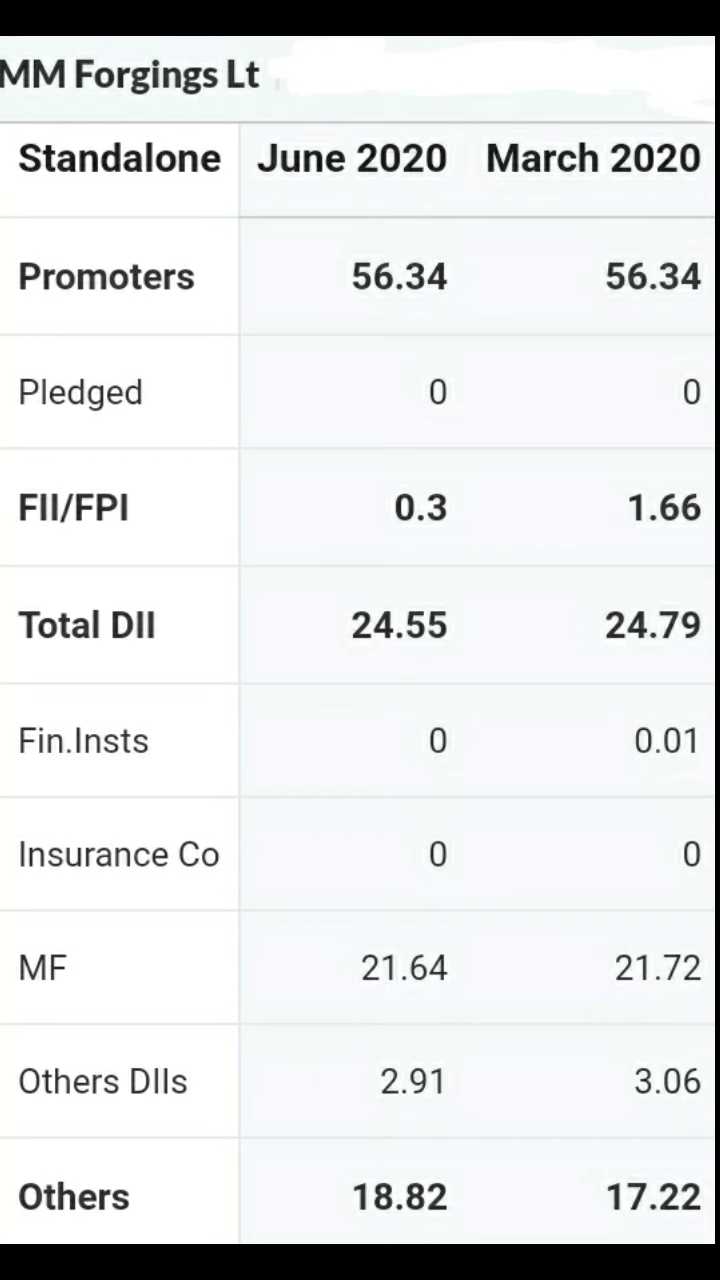 MM Forgings Lt
Standalone June 2020 March 2020
Promoters 56.34 56.34
Pledged 0 0
FII/FPI 0.3 1.66
Total DII 24.55 24.79
Fin.Insts 0 0.01
Insurance Co 0 0
MF 21.64 21.72
Others DIIs 2.91 3.06
Others 18.82 17.22